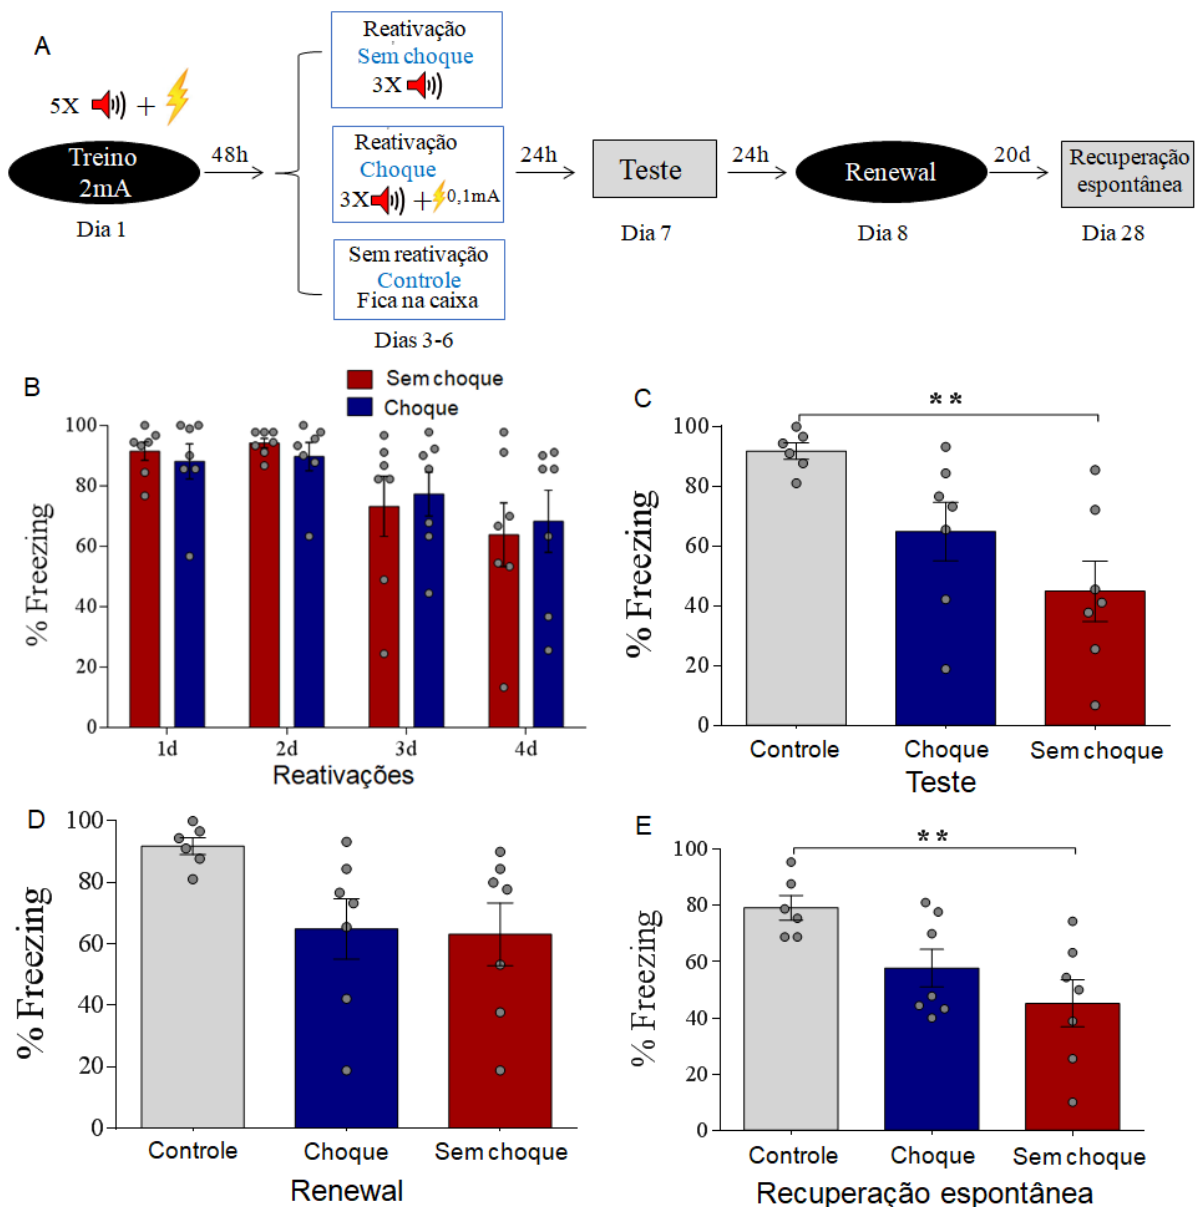 A
5X
+
Treino
2mA
Dia 1
48h
Reativação
Sem choque
3X
Reativação
Choque
3X + 0,1mA
Sem reativação
Controle
Fica na caixa
Dias 3-6
24h
Teste
Dia 7
24h
Renewal
Dia 8
20d
Recuperação
espontânea
Dia 28
B
Sem choque
Choque
% Freezing
100
80
60
40
20
0
1d 2d 3d 4d
Reativações
C
**
% Freezing
100
80
60
40
20
0
Controle Choque Sem choque
Teste
D
% Freezing
100
80
60
40
20
0
Controle Choque Sem choque
Renewal
E
**
% Freezing
100
80
60
40
20
0
Controle Choque Sem choque
Recuperação espontânea